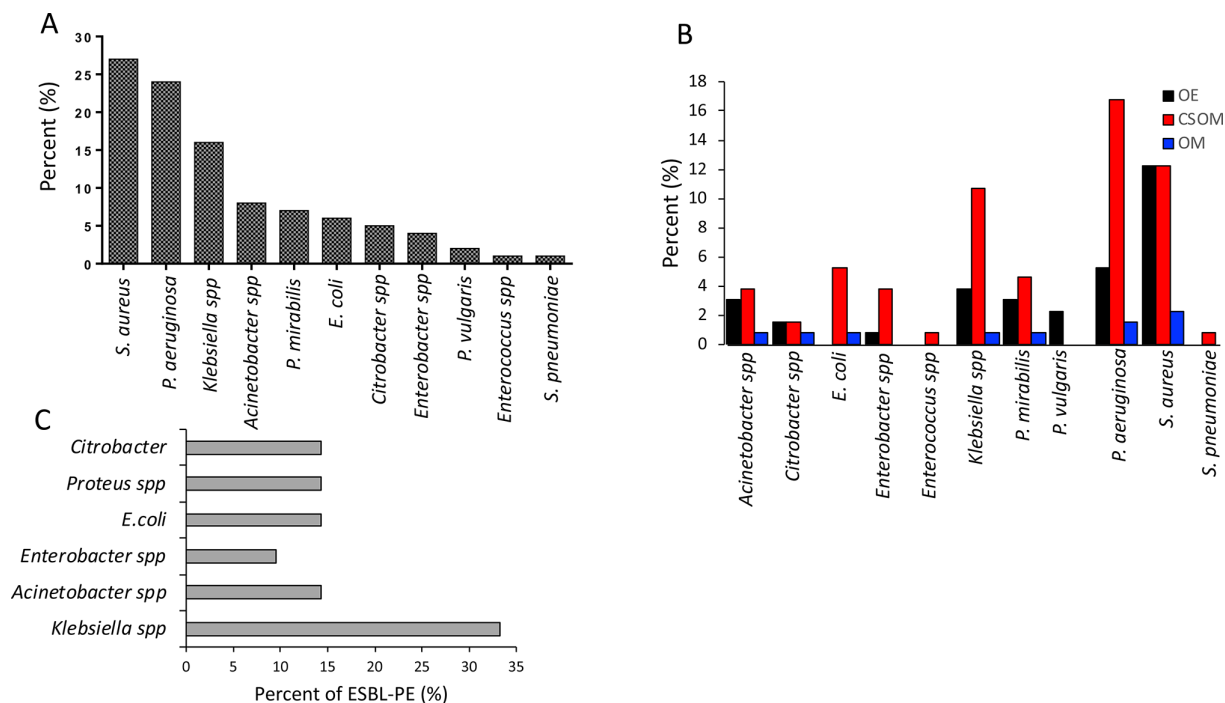 A
Percent (%)
30
25
20
15
10
5
0
S. aureus
P. aeruginosa
Klebsiella spp
Acinetobacter spp
P. mirabilis
E. coli
Citrobacter spp
Enterobacter spp
P. vulgaris
Enterococcus spp
S. pneumoniae
B
Percent (%)
18
16
14
12
10
8
6
4
2
0
OE
CSOM
OM
Acinetobacter spp
Citrobacter spp
E. coli
Enterobacter spp
Enterococcus spp
Klebsiella spp
P. mirabilis
P. vulgaris
P. aeruginosa
S. aureus
S. pneumoniae
C
Citrobacter
Proteus spp
E.coli
Enterobacter spp
Acinetobacter spp
Klebsiella spp
0 5 10 15 20 25 30 35
Percent of ESBL-PE (%)